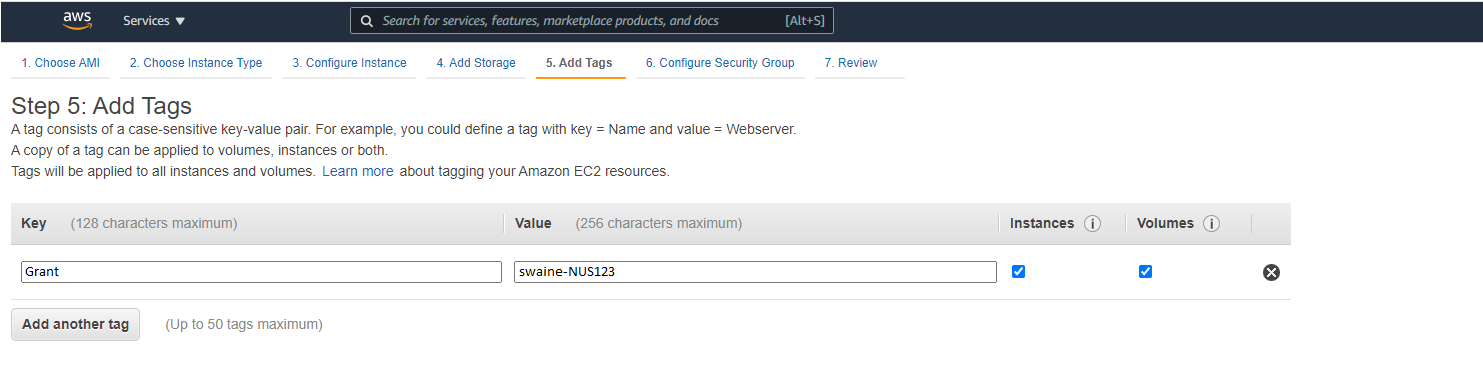 aws Services Search for services, features, marketplace products, and docs [Alt+S]
1. Choose AMI 2. Choose Instance Type 3. Configure Instance 4. Add Storage 5. Add Tags 6. Configure Security Group 7. Review
Step 5: Add Tags
A tag consists of a case-sensitive key-value pair. For example, you could define a tag with key = Name and value = Webserver.
A copy of a tag can be applied to volumes, instances or both.
Tags will be applied to all instances and volumes. Learn more about tagging your Amazon EC2 resources.
Key (128 characters maximum) Value (256 characters maximum) Instances i Volumes i
Grant swaine-NUS123
Add another tag (Up to 50 tags maximum)